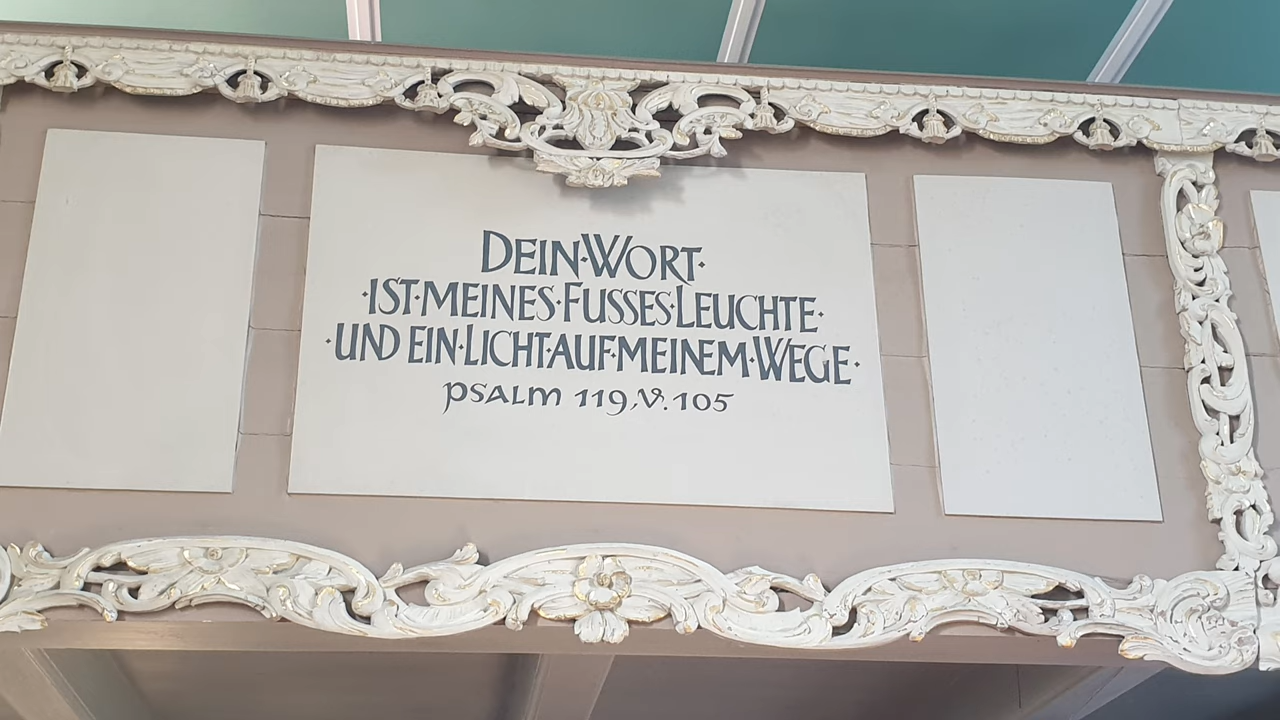 DEIN·WORT·
·IST·MEINES·FUSSES·LEUCHTE·
·UND EIN·LICHT·AUF·MEINEM·WEGE·
PSALM 119,V.105